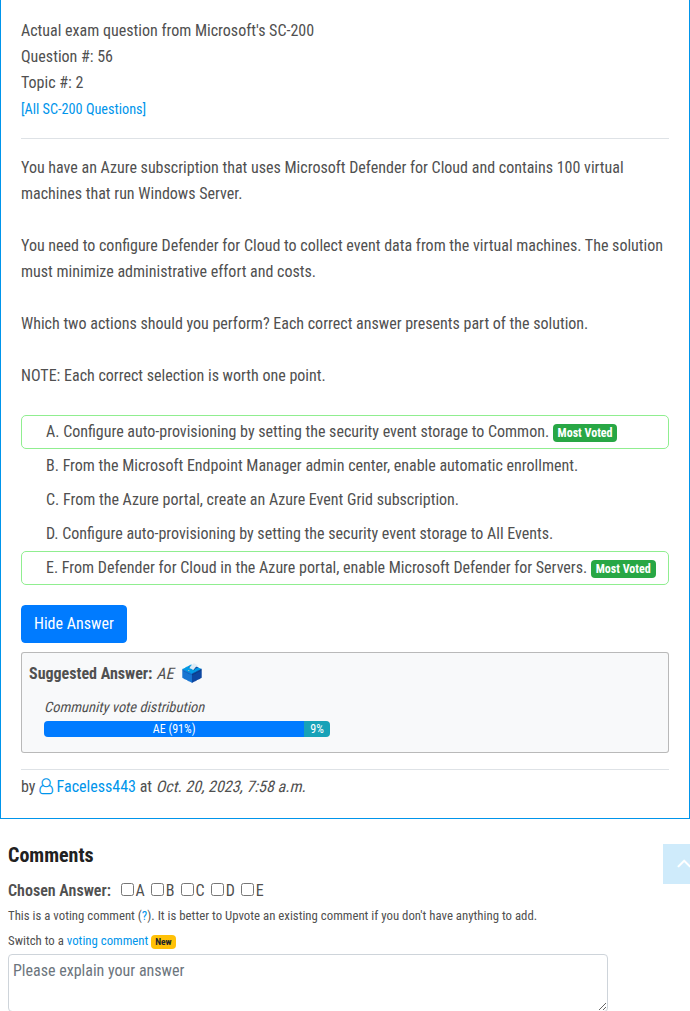 Actual exam question from Microsoft's SC-200
Question #: 56
Topic #: 2
[All SC-200 Questions]
You have an Azure subscription that uses Microsoft Defender for Cloud and contains 100 virtual
machines that run Windows Server.
You need to configure Defender for Cloud to collect event data from the virtual machines. The solution
must minimize administrative effort and costs.
Which two actions should you perform? Each correct answer presents part of the solution.
NOTE: Each correct selection is worth one point.
A. Configure auto-provisioning by setting the security event storage to Common. Most Voted
B. From the Microsoft Endpoint Manager admin center, enable automatic enrollment.
C. From the Azure portal, create an Azure Event Grid subscription.
D. Configure auto-provisioning by setting the security event storage to All Events.
E. From Defender for Cloud in the Azure portal, enable Microsoft Defender for Servers. Most Voted
Hide Answer
Suggested Answer: AE
Community vote distribution
AE (91%) 9%
by Faceless443 at Oct. 20, 2023, 7:58 a.m.
Comments
Chosen Answer: A B C D E
This is a voting comment (?). It is better to Upvote an existing comment if you don't have anything to add.
Switch to a voting comment New
Please explain your answer